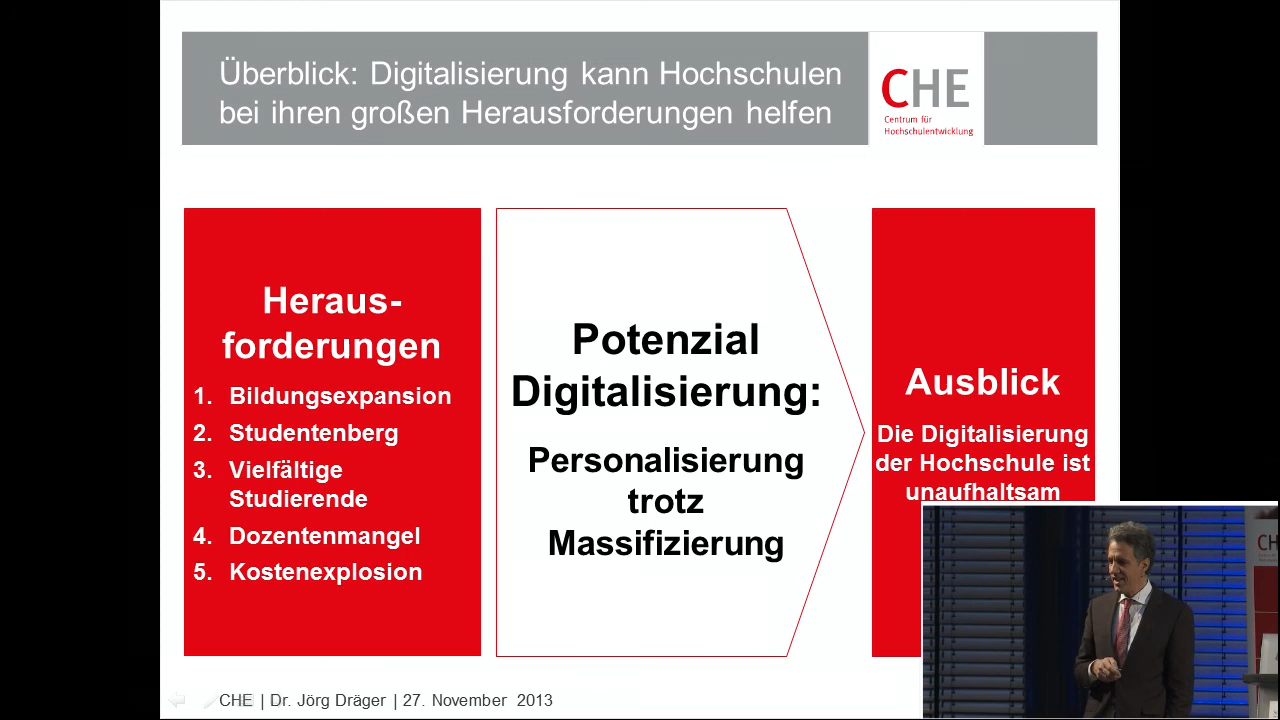 Überblick: Digitalisierung kann Hochschulen
bei ihren großen Herausforderungen helfen
CHE
Centrum für
Hochschulentwicklung
Heraus-
forderungen
1. Bildungsexpansion
2. Studentenberg
3. Vielfältige
Studierende
4. Dozentenmangel
5. Kostenexplosion
Potenzial
Digitalisierung:
Personalisierung
trotz
Massifizierung
Ausblick
Die Digitalisierung
der Hochschule ist
unaufhaltsam
CH
CHE | Dr. Jörg Dräger | 27. November 2013